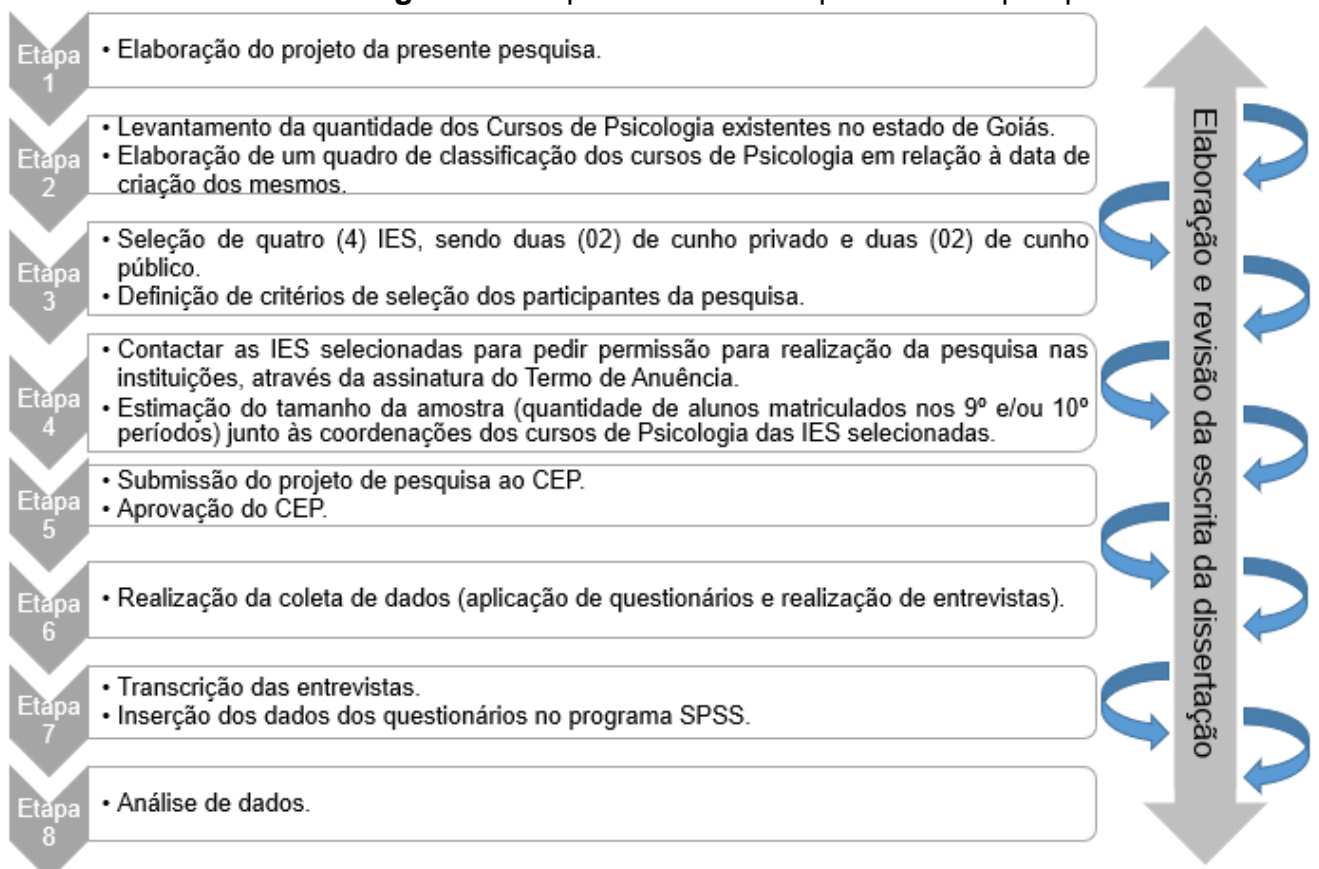 Etapa
1
• Elaboração do projeto da presente pesquisa.
Etapa
2
• Levantamento da quantidade dos Cursos de Psicologia existentes no estado de Goiás.
• Elaboração de um quadro de classificação dos cursos de Psicologia em relação à data de
criação dos mesmos.
Etapa
3
• Seleção de quatro (4) IES, sendo duas (02) de cunho privado e duas (02) de cunho
público.
• Definição de critérios de seleção dos participantes da pesquisa.
Etapa
4
• Contactar as IES selecionadas para pedir permissão para realização da pesquisa nas
instituições, através da assinatura do Termo de Anuência.
• Estimação do tamanho da amostra (quantidade de alunos matriculados nos 9º e/ou 10º
períodos) junto às coordenações dos cursos de Psicologia das IES selecionadas.
Etapa
5
• Submissão do projeto de pesquisa ao CEP.
• Aprovação do CEP.
Etapa
6
• Realização da coleta de dados (aplicação de questionários e realização de entrevistas).
Etapa
7
• Transcrição das entrevistas.
• Inserção dos dados dos questionários no programa SPSS.
Etapa
8
• Análise de dados.
Elaboração e revisão da escrita da dissertação